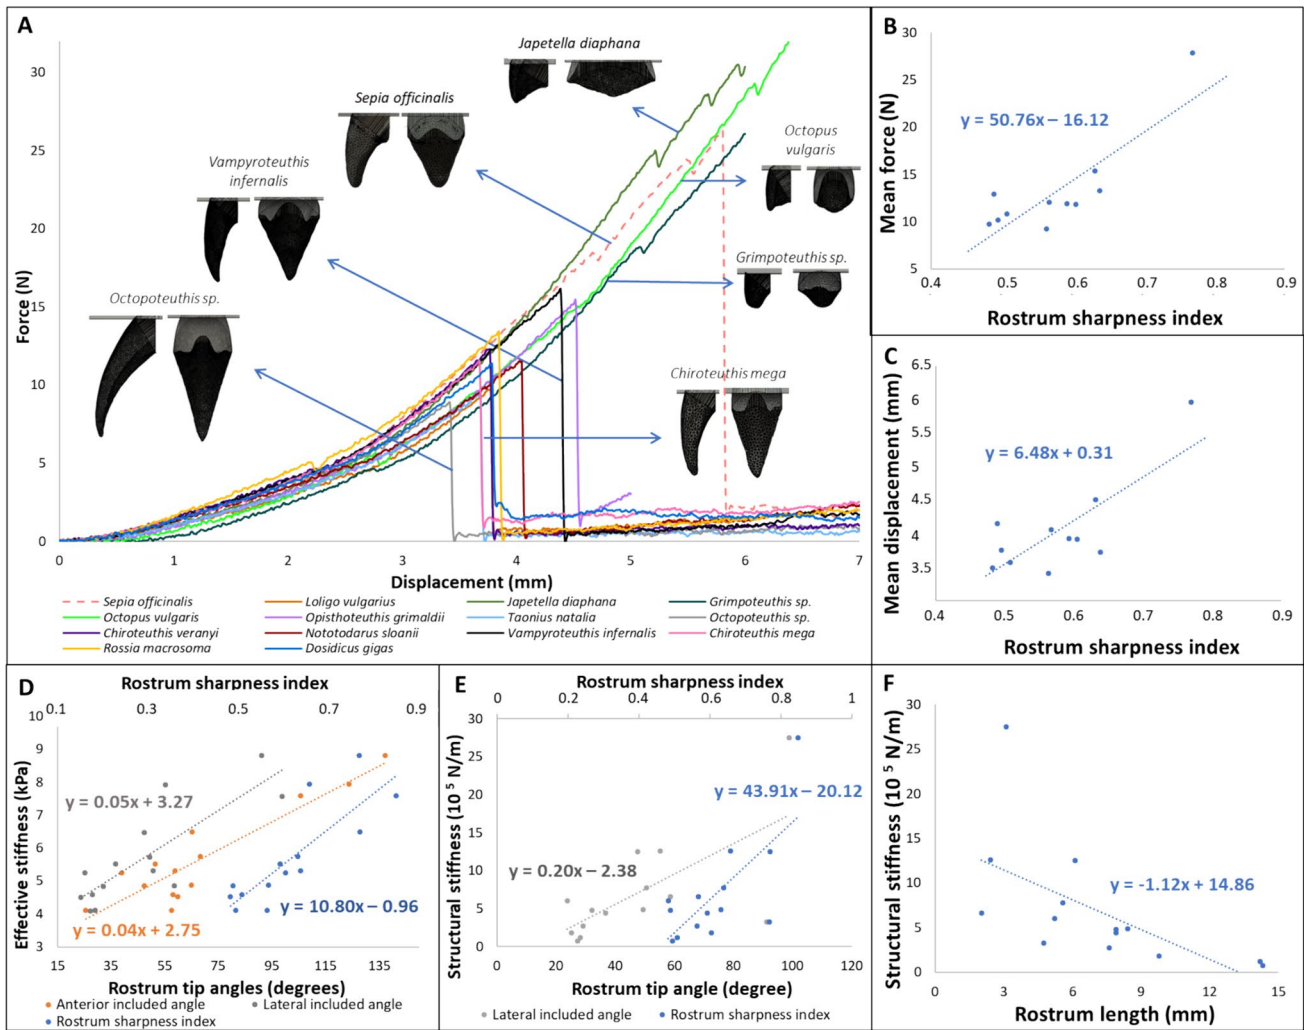 A
Japetella diaphana
Sepia officinalis
Octopus
vulgaris
Vampyroteuthis
infernalis
Grimpoteuthis sp.
Octopoteuthis sp.
Chiroteuthis mega
Force (N)
30
25
20
15
10
5
0
0 1 2 3 4 5 6 7
Displacement (mm)
Sepia officinalis Loligo vulgarius Japetella diaphana Grimpoteuthis sp.
Octopus vulgaris Opisthoteuthis grimaldii Taonius natalia Octopoteuthis sp.
Chiroteuthis veranyi Nototodarus sloanii Vampyroteuthis infernalis Chiroteuthis mega
Rossia macrosoma Dosidicus gigas
B
Mean force (N)
30
25
20
15
10
5
y = 50.76x – 16.12
0.4 0.5 0.6 0.7 0.8 0.9
Rostrum sharpness index
C
Mean displacement (mm)
6.5
6
5.5
5
4.5
4
3.5
y = 6.48x + 0.31
0.4 0.5 0.6 0.7 0.8 0.9
Rostrum sharpness index
D
Rostrum sharpness index
0.1 0.3 0.5 0.7 0.9
Effective stiffness (kPa)
10
9
8
7
6
5
4
3
y = 0.05x + 3.27
y = 10.80x – 0.96
y = 0.04x + 2.75
15 35 55 75 95 115 135
Rostrum tip angles (degrees)
Anterior included angle Lateral included angle
Rostrum sharpness index
E
Rostrum sharpness index
0 0.2 0.4 0.6 0.8 1
Structural stiffness (10 5 N/m)
30
25
20
15
10
5
0
y = 43.91x – 20.12
y = 0.20x – 2.38
0 20 40 60 80 100 120
Rostrum tip angle (degree)
Lateral included angle Rostrum sharpness index
F
Structural stiffness (10 5 N/m)
30
25
20
15
10
5
0
y = -1.12x + 14.86
0 3 6 9 12 15
Rostrum length (mm)